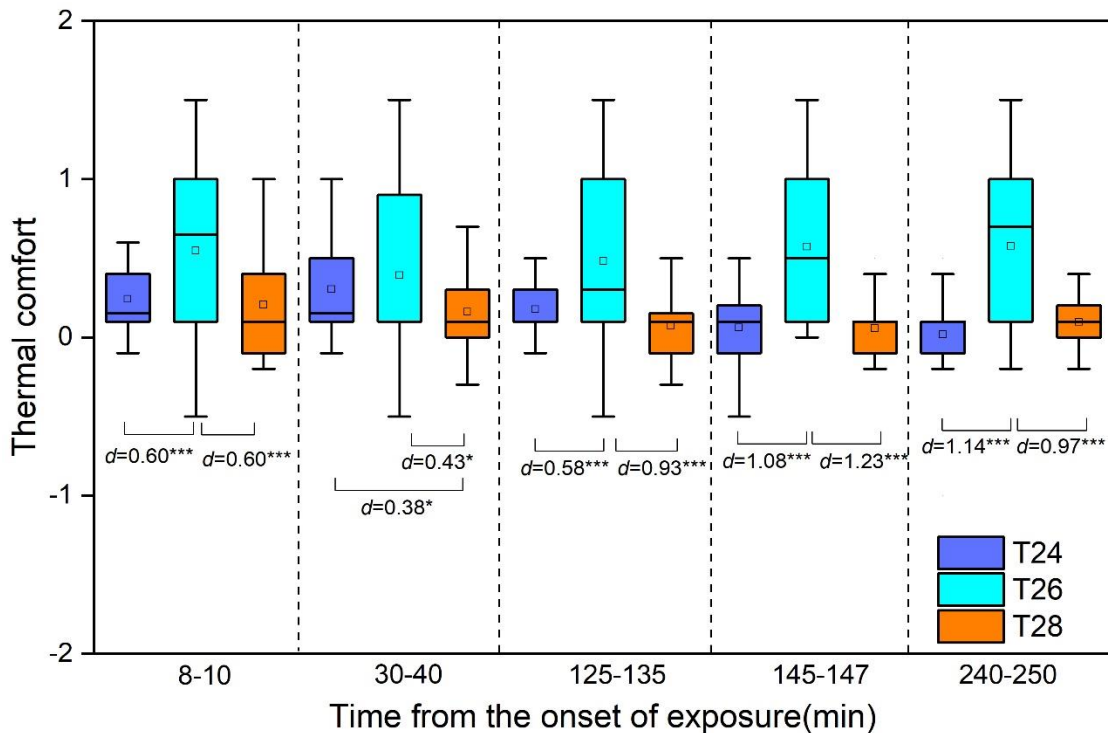 2
1
0
-1
-2
Thermal comfort
d=0.60***
d=0.60***
d=0.43*
d=0.38*
d=0.58***
d=0.93***
d=1.08***
d=1.23***
d=1.14***
d=0.97***
T24
T26
T28
8-10
30-40
125-135
145-147
240-250
Time from the onset of exposure(min)